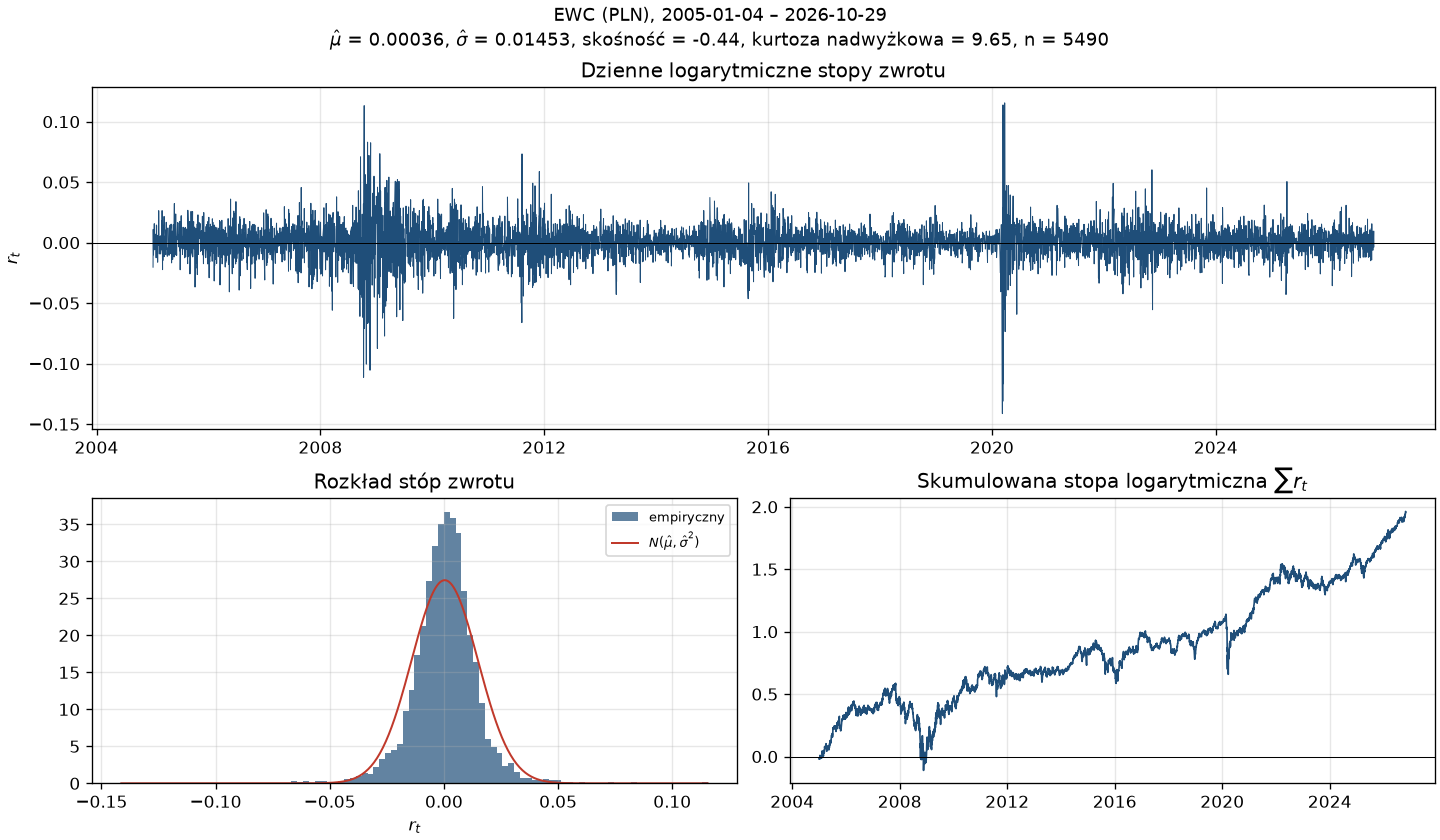 EWC (PLN), 2005-01-04 – 2026-10-29
μ̂ = 0.00036, σ̂ = 0.01453, skośność = -0.44, kurtoza nadwyżkowa = 9.65, n = 5490
Dzienne logarytmiczne stopy zwrotu
0.10
0.05
0.00
−0.05
−0.10
−0.15
r_t
2004 2008 2012 2016 2020 2024
Rozkład stóp zwrotu
35
30
25
20
15
10
5
0
empiryczny
N(μ̂, σ̂²)
−0.15 −0.10 −0.05 0.00 0.05 0.10
r_t
Skumulowana stopa logarytmiczna ∑r_t
2.0
1.5
1.0
0.5
0.0
2004 2008 2012 2016 2020 2024